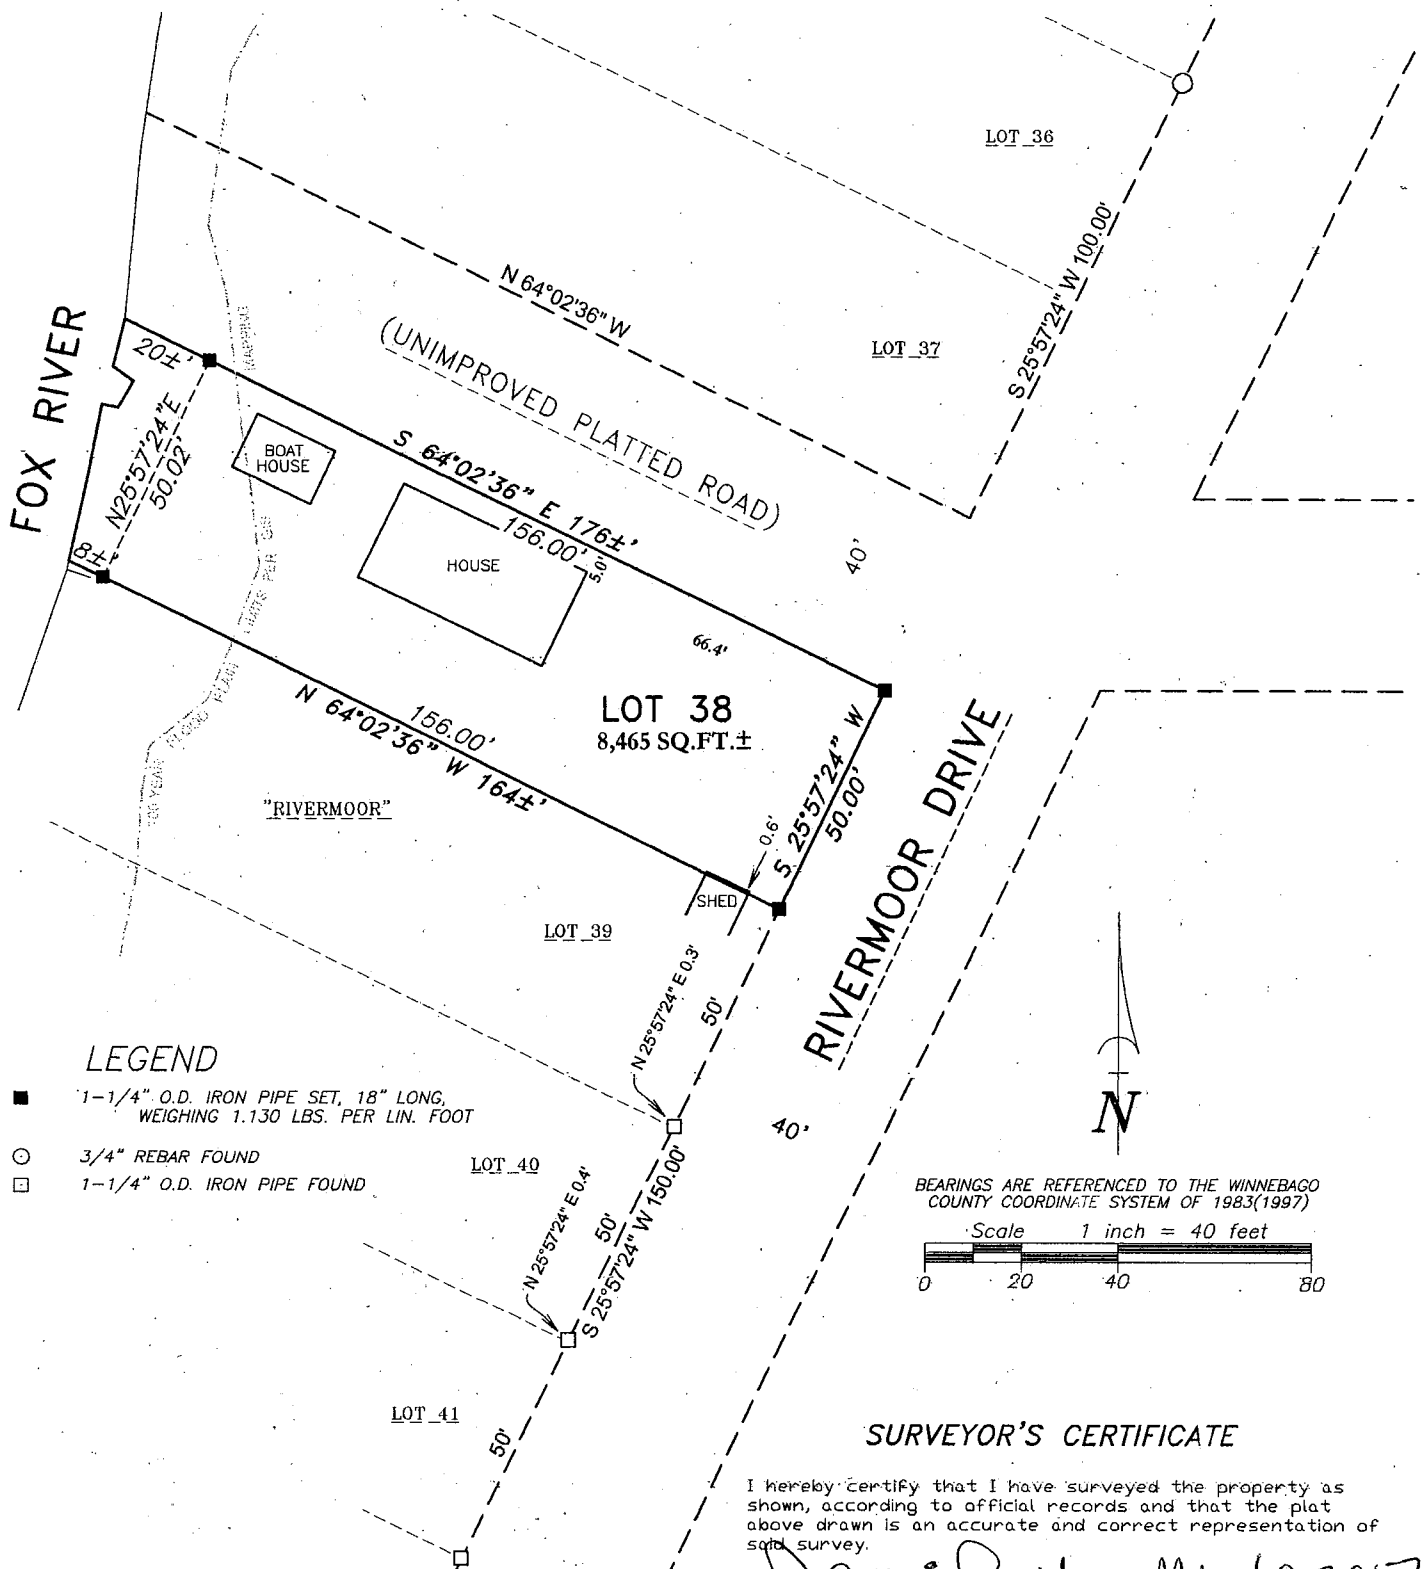 LOT 36
S 25°57'24" W 100.00'
N 64°02'36" W
LOT 37
(UNIMPROVED PLATTED ROAD)
FOX RIVER
20±'
N25°57'24"E
50.02'
8±'
BOAT
HOUSE
MAPPING
S 64°02'36" E 176±'
156.00'
5.0'
HOUSE
40'
66.4'
LOT 38
8,465 SQ.FT.±
N 64°02'36" W 164±'
156.00'
100 YEAR FLOOD PLAIN LIMITS PER GIS
S 25°57'24" W
50.00'
RIVERMOOR DRIVE
"RIVERMOOR"
0.6'
SHED
LOT 39
N 25°57'24" E 0.3'
50'
40'
LEGEND
1-1/4" O.D. IRON PIPE SET, 18" LONG,
WEIGHING 1.130 LBS. PER LIN. FOOT
3/4" REBAR FOUND
1-1/4" O.D. IRON PIPE FOUND
LOT 40
N 25°57'24" E 0.4'
50'
S 25°57'24" W 150.00'
N
BEARINGS ARE REFERENCED TO THE WINNEBAGO
COUNTY COORDINATE SYSTEM OF 1983(1997)
Scale 1 inch = 40 feet
0 20 40 80
LOT 41
50'
SURVEYOR'S CERTIFICATE
I hereby certify that I have surveyed the property as
shown, according to official records and that the plat
above drawn is an accurate and correct representation of
said survey.